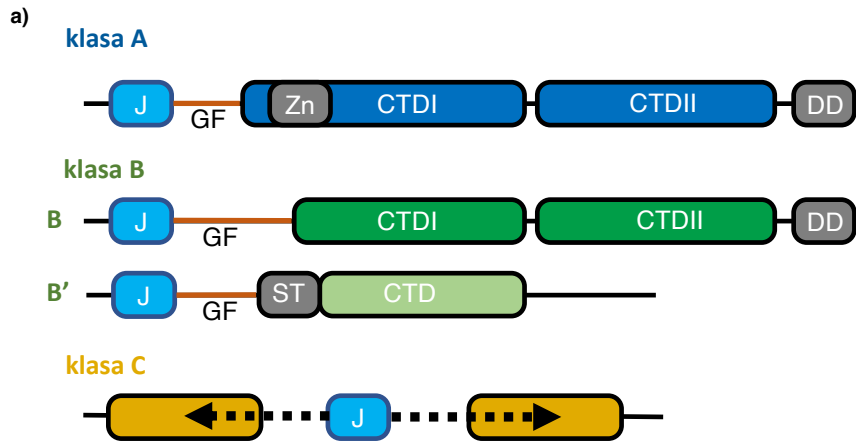 a)
klasa A
J GF Zn CTDI CTDII DD
klasa B
B J GF CTDI CTDII DD
B’ J GF ST CTD
klasa C
J